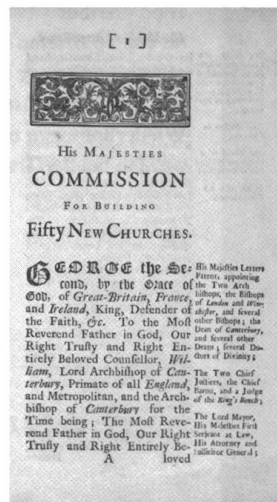 [ 1 ]
His MAJESTIES
COMMISSION
FOR BUILDING
Fifty NEW CHURCHES.
GEORGE the Se-
cond, by the Grace of
God, of Great-Britain, France,
and Ireland, King, Defender of
the Faith, &c. To the Most
Reverend Father in God, Our
Right Trusty and Right En-
tirely Beloved Counsellor, Wil-
liam, Lord Archbishop of Can-
terbury, Primate of all England,
and Metropolitan, and the Arch-
bishop of Canterbury for the
Time being; The Most Reve-
rend Father in God, Our Right
Trusty and Right Entirely Be-
A loved
His Majesties Letters
Patent, appointing
the Two Arch
bishops, the Bishops
of London and Win-
chester, and several
other Bishops; the
Dean of Canterbury,
and several other
Deans; several Do-
ctors of Divinity;
The Two Chief
Justices, the Chief
Baron, and a Judge
of the King's Bench;
The Lord Mayor,
His Majesties First
Serjeant at Law,
His Attorney and
Sollicitor General;